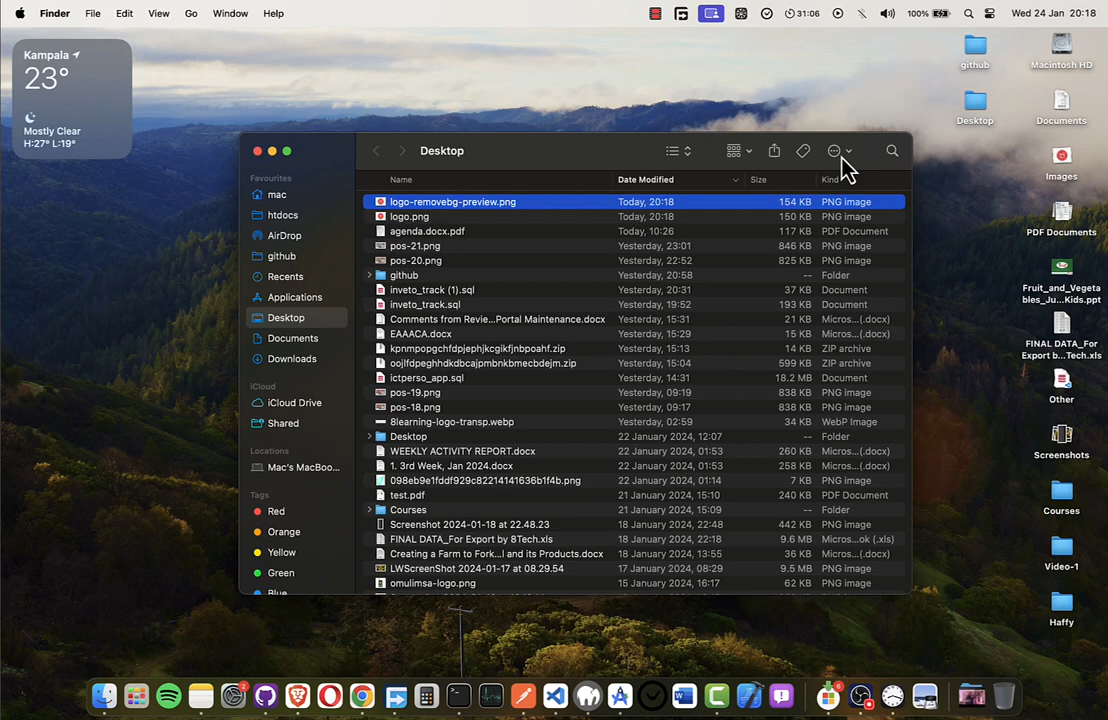 Finder File Edit View Go Window Help
31:06 100% Wed 24 Jan 20:18
Kampala
23°
Mostly Clear
H:27° L:19°
github
Macintosh HD
Desktop
Documents
Images
PDF Documents
Fruit_and_Vegeta
bles_Ju...Kids.ppt
FINAL DATA_For
Export b...Tech.xls
Other
Screenshots
Courses
Video-1
Haffy
Desktop
Favourites
mac
htdocs
AirDrop
github
Recents
Applications
Desktop
Documents
Downloads
iCloud
iCloud Drive
Shared
Locations
Mac's MacBoo...
Tags
Red
Orange
Yellow
Green
Blue
Name Date Modified Size Kind
logo-removebg-preview.png Today, 20:18 154 KB PNG image
logo.png Today, 20:18 150 KB PNG image
agenda.docx.pdf Today, 10:26 117 KB PDF Document
pos-21.png Yesterday, 23:01 846 KB PNG image
pos-20.png Yesterday, 22:52 825 KB PNG image
github Yesterday, 20:58 -- Folder
inveto_track (1).sql Yesterday, 20:31 37 KB Document
inveto_track.sql Yesterday, 19:52 193 KB Document
Comments from Revie...Portal Maintenance.docx Yesterday, 15:31 21 KB Micros...(.docx)
EAAACA.docx Yesterday, 15:29 15 KB Micros...(.docx)
kpnmpopgchfdpjephjkcgikfjnbpoahf.zip Yesterday, 15:13 14 KB ZIP archive
oojlfdpeghhdkdbcajpmbnkbmecbdejm.zip Yesterday, 15:04 599 KB ZIP archive
ictperso_app.sql Yesterday, 14:31 18.2 MB Document
pos-19.png Yesterday, 09:19 838 KB PNG image
pos-18.png Yesterday, 09:17 838 KB PNG image
8learning-logo-transp.webp Yesterday, 02:59 34 KB WebP Image
Desktop 22 January 2024, 12:07 -- Folder
WEEKLY ACTIVITY REPORT.docx 22 January 2024, 01:53 260 KB Micros...(.docx)
1. 3rd Week, Jan 2024.docx 22 January 2024, 01:53 258 KB Micros...(.docx)
098eb9e1fddf929c82214141636b1f4b.png 22 January 2024, 01:14 7 KB PNG image
test.pdf 21 January 2024, 15:10 240 KB PDF Document
Courses 21 January 2024, 15:09 -- Folder
Screenshot 2024-01-18 at 22.48.23 18 January 2024, 22:48 442 KB PNG image
FINAL DATA_For Export by 8Tech.xls 18 January 2024, 22:18 9.6 MB Micros...ok (.xls)
Creating a Farm to Fork...l and its Products.docx 18 January 2024, 13:55 36 KB Micros...(.docx)
LWScreenShot 2024-01-17 at 08.29.54 17 January 2024, 08:29 9.5 MB PNG image
omulimsa-logo.png 15 January 2024, 16:17 62 KB PNG image